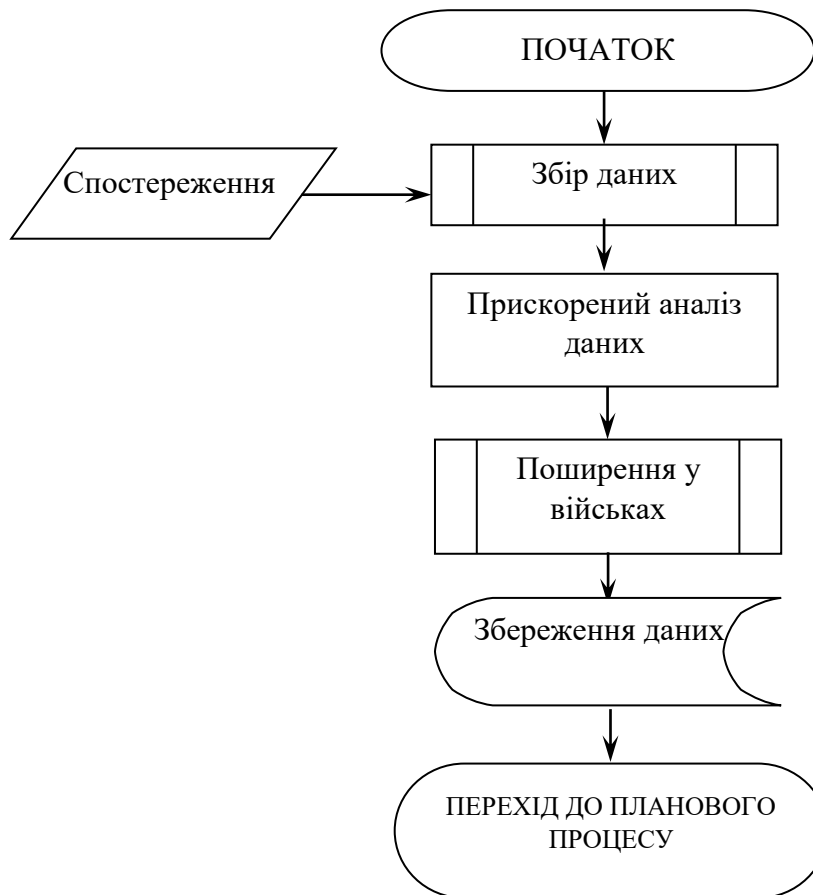 ПОЧАТОК
Спостереження
Збір даних
Прискорений аналіз
даних
Поширення у
військах
Збереження даних
ПЕРЕХІД ДО ПЛАНОВОГО
ПРОЦЕСУ